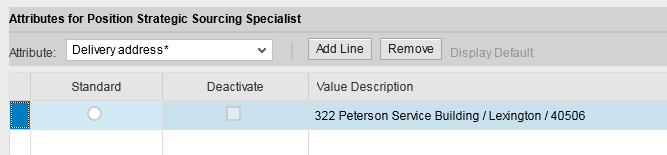 Attributes for Position Strategic Sourcing Specialist
Attribute: Delivery address* Add Line Remove Display Default
Standard Deactivate Value Description
322 Peterson Service Building / Lexington / 40506